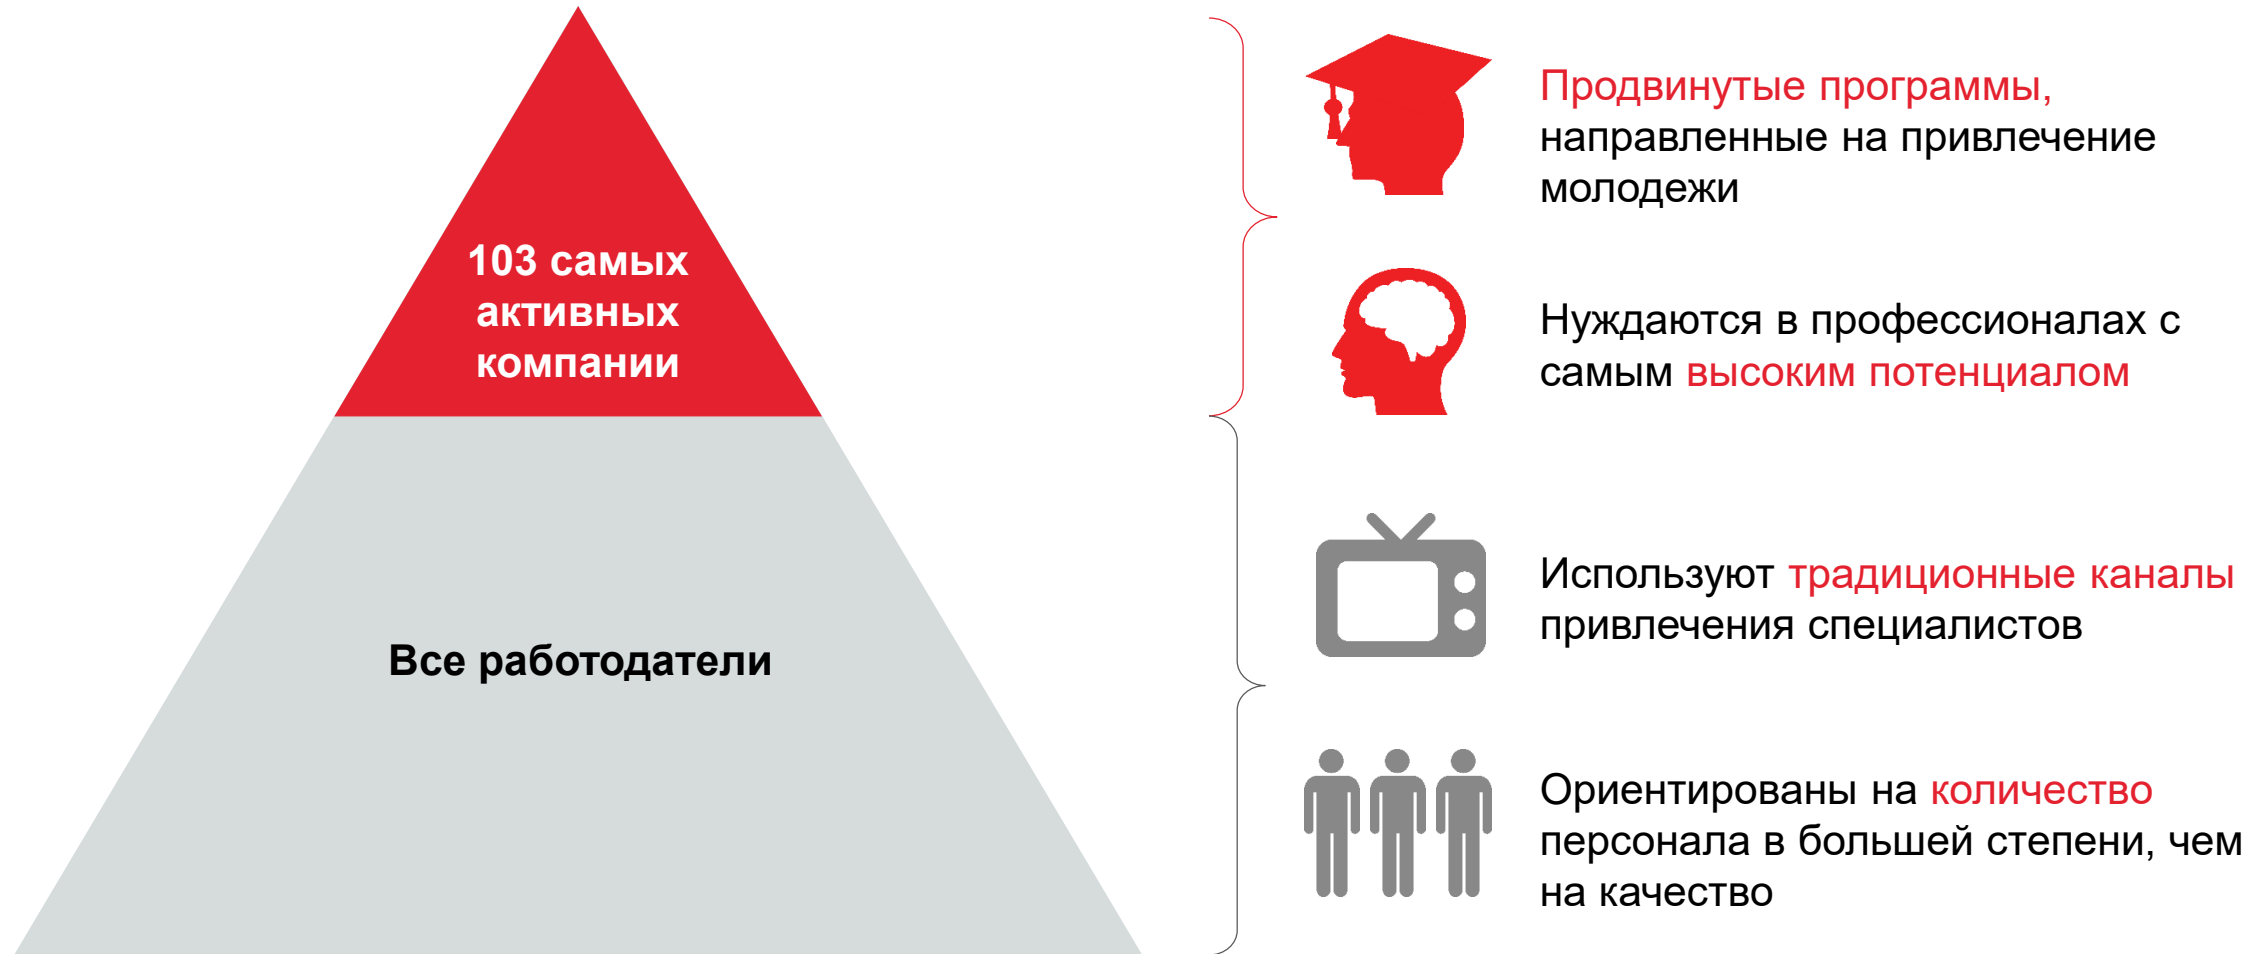 103 самых
активных
компании
Все работодатели
Продвинутые программы,
направленные на привлечение
молодежи
Нуждаются в профессионалах с
самым высоким потенциалом
Используют традиционные каналы
привлечения специалистов
Ориентированы на количество
персонала в большей степени, чем
на качество